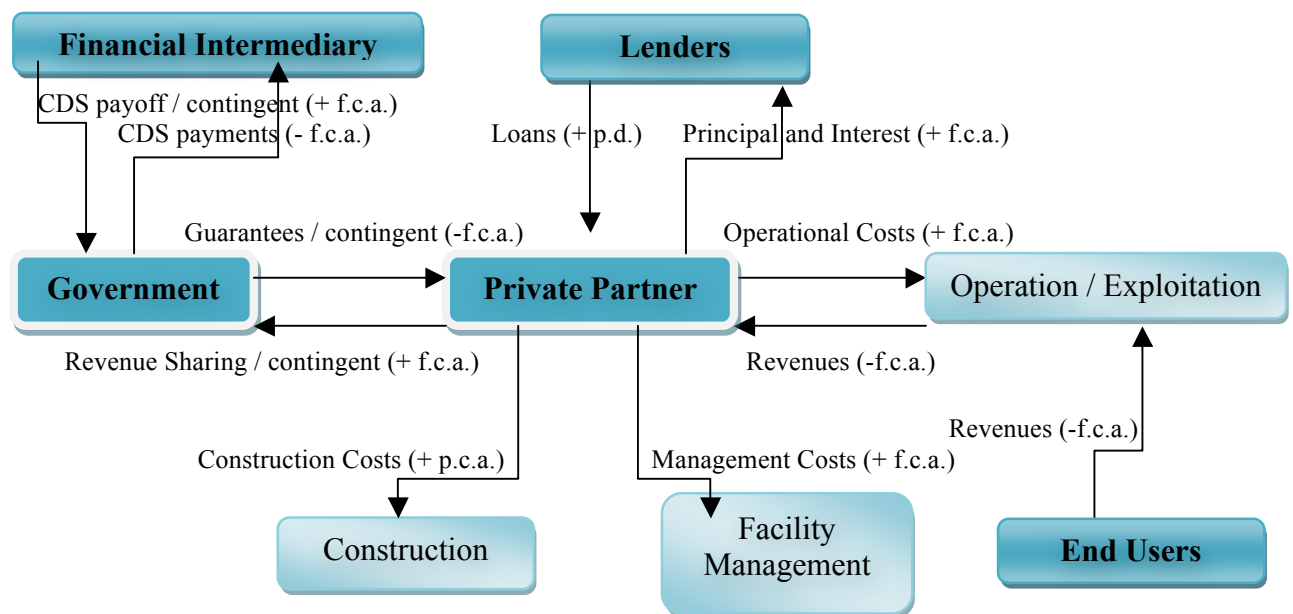 Financial Intermediary
Lenders
CDS payoff / contingent (+ f.c.a.)
CDS payments (- f.c.a.)
Loans (+ p.d.)
Principal and Interest (+ f.c.a.)
Guarantees / contingent (-f.c.a.)
Operational Costs (+ f.c.a.)
Government
Private Partner
Operation / Exploitation
Revenue Sharing / contingent (+ f.c.a.)
Revenues (-f.c.a.)
Revenues (-f.c.a.)
Construction Costs (+ p.c.a.)
Management Costs (+ f.c.a.)
Construction
Facility
Management
End Users